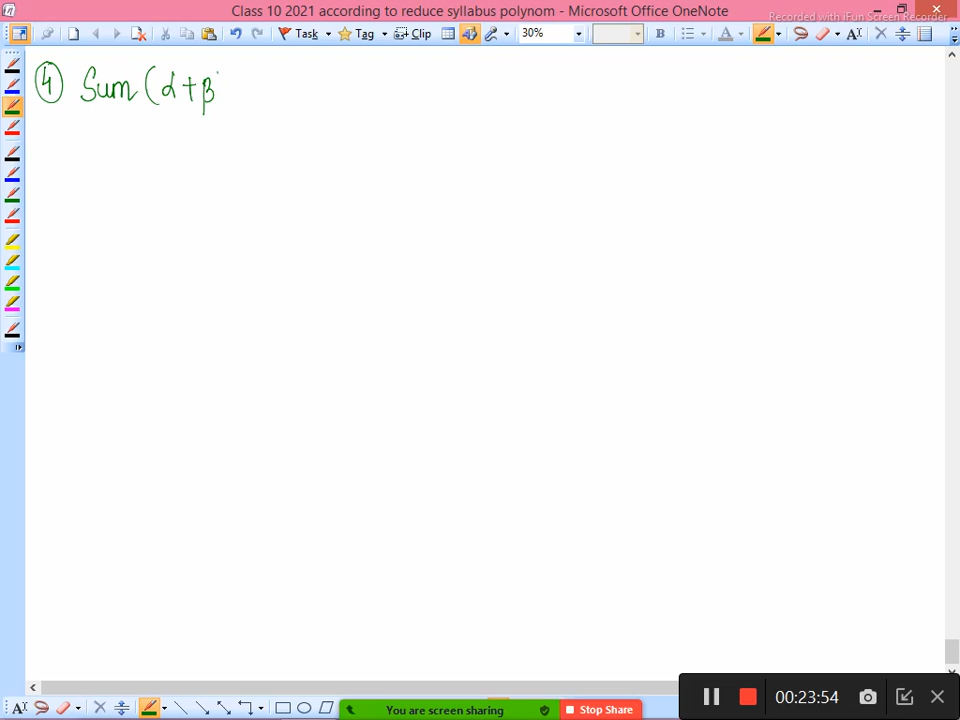 Class 10 2021 according to reduce syllabus polynom - Microsoft Office OneNote
Recorded with iFun Screen Recorder
Task Tag Clip 30% B A
④ Sum (α+β
You are screen sharing Stop Share
00:23:54